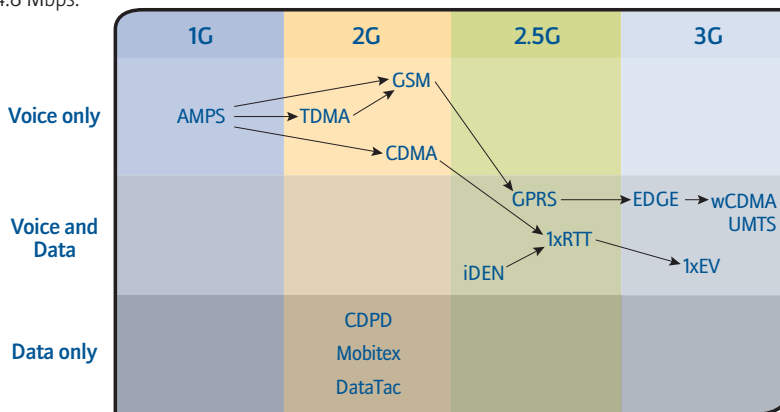 4.8 Mbps.
1G 2G 2.5G 3G
Voice only
GSM
AMPS TDMA
CDMA
Voice and
Data
GPRS EDGE wCDMA
UMTS
1xRTT
iDEN 1xEV
Data only
CDPD
Mobitex
DataTac